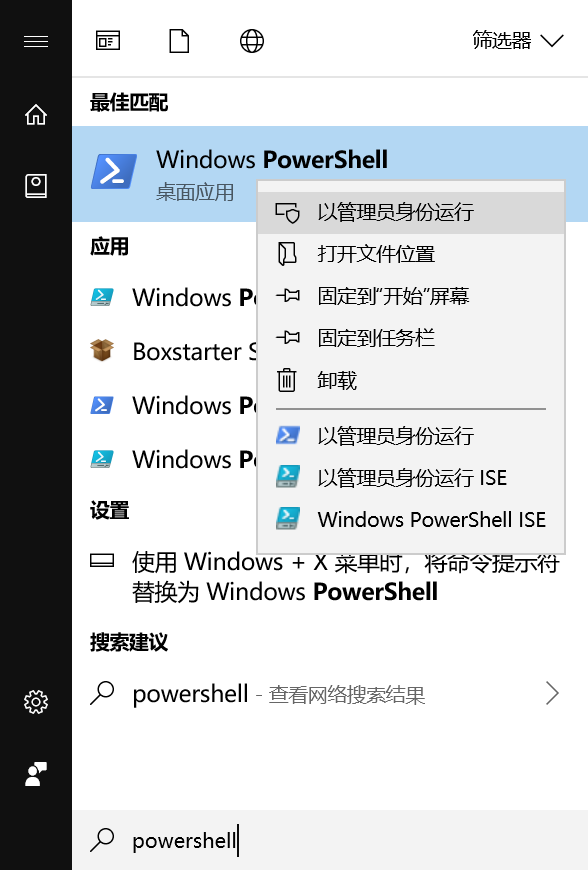 筛选器
最佳匹配
Windows PowerShell
桌面应用
以管理员身份运行
打开文件位置
固定到“开始”屏幕
固定到任务栏
卸载
以管理员身份运行
以管理员身份运行 ISE
Windows PowerShell ISE
应用
Windows
Boxstarter
Windows
Windows
设置
使用 Windows + X 菜单时，将命令提示符
替换为 Windows PowerShell
搜索建议
powershell - 查看网络搜索结果
powershell